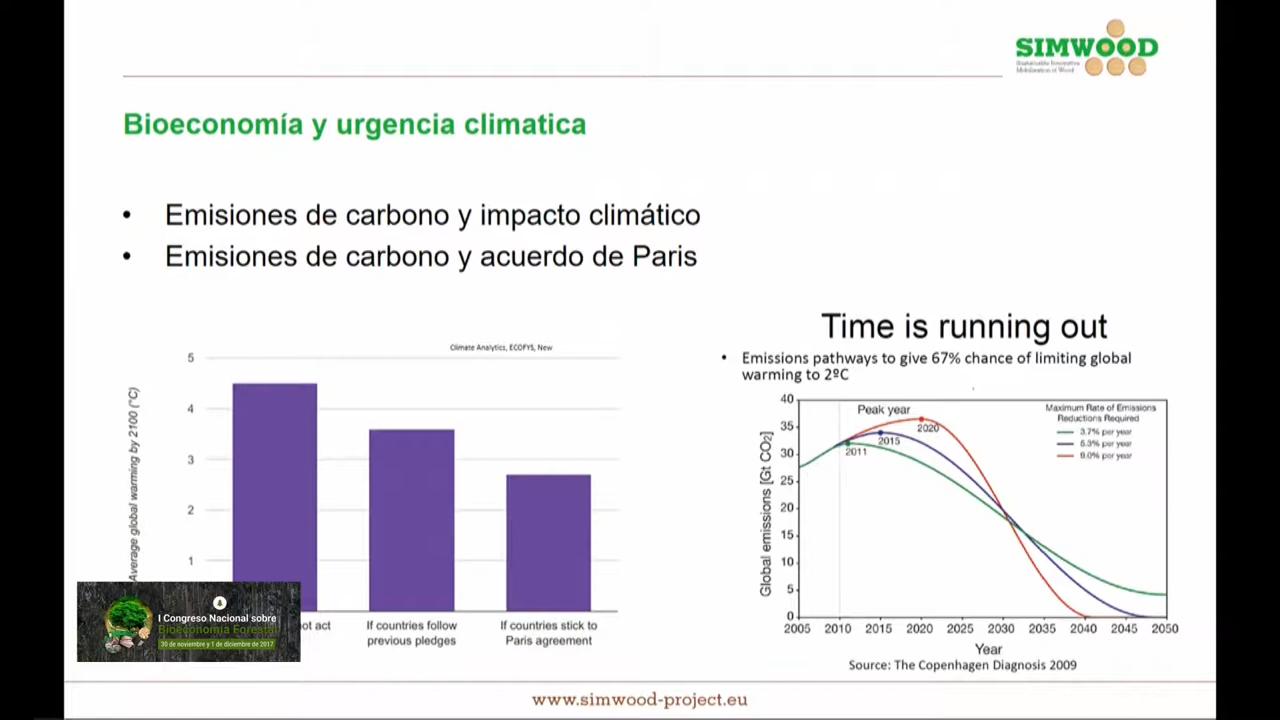 SIMWOOD
Sustainable Innovative
Mobilisation of Wood
Bioeconomía y urgencia climatica
• Emisiones de carbono y impacto climático
• Emisiones de carbono y acuerdo de Paris
Climate Analytics, ECOFYS, New
Average global warming by 2100 (°C)
5
4
3
2
1
ot act
If countries follow
previous pledges
If countries stick to
Paris agreement
I Congreso Nacional sobre
Bioeconomía Forestal
30 de noviembre y 1 de diciembre de 2017
Time is running out
• Emissions pathways to give 67% chance of limiting global
warming to 2ºC
Global emissions [Gt CO2]
40
35
30
25
20
15
10
5
0
Peak year
2011
2015
2020
Maximum Rate of Emissions
Reductions Required
3.7% per year
5.3% per year
9.0% per year
2005 2010 2015 2020 2025 2030 2035 2040 2045 2050
Year
Source: The Copenhagen Diagnosis 2009
www.simwood-project.eu